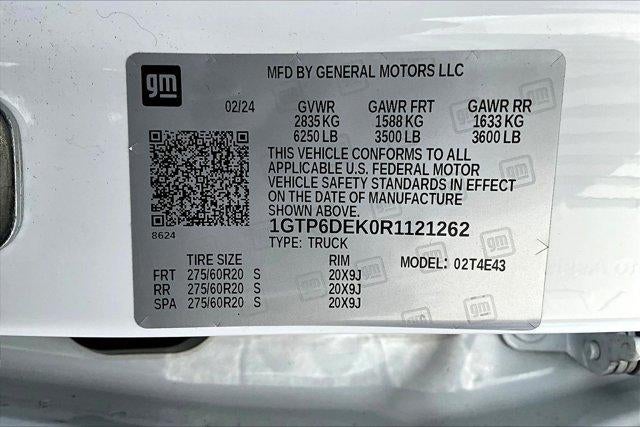 gm
MFD BY GENERAL MOTORS LLC
02/24 GVWR GAWR FRT GAWR RR
2835 KG 1588 KG 1633 KG
6250 LB 3500 LB 3600 LB
THIS VEHICLE CONFORMS TO ALL
APPLICABLE U.S. FEDERAL MOTOR
VEHICLE SAFETY STANDARDS IN EFFECT
ON THE DATE OF MANUFACTURE
SHOWN ABOVE.
8624
1GTP6DEK0R1121262
TYPE: TRUCK
TIRE SIZE RIM MODEL: 02T4E43
FRT 275/60R20 S 20X9J
RR 275/60R20 S 20X9J
SPA 275/60R20 S 20X9J